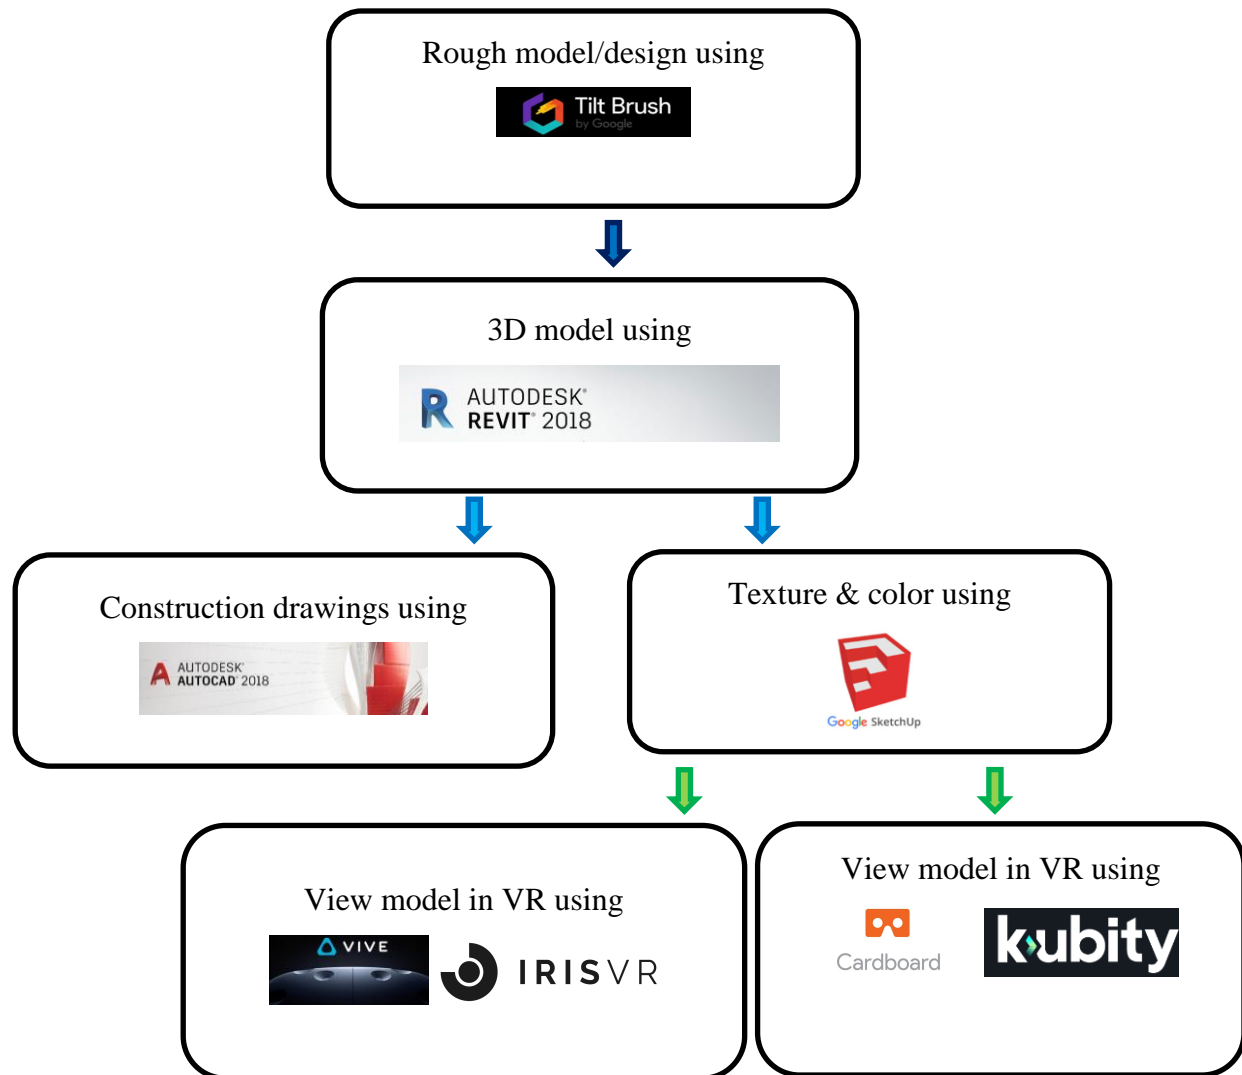 Rough model/design using
Tilt Brush
by Google
3D model using
AUTODESK®
REVIT® 2018
Construction drawings using
AUTODESK®
AUTOCAD® 2018
Texture & color using
Google SketchUp
View model in VR using
VIVE
IRISVR
View model in VR using
Cardboard
kubity